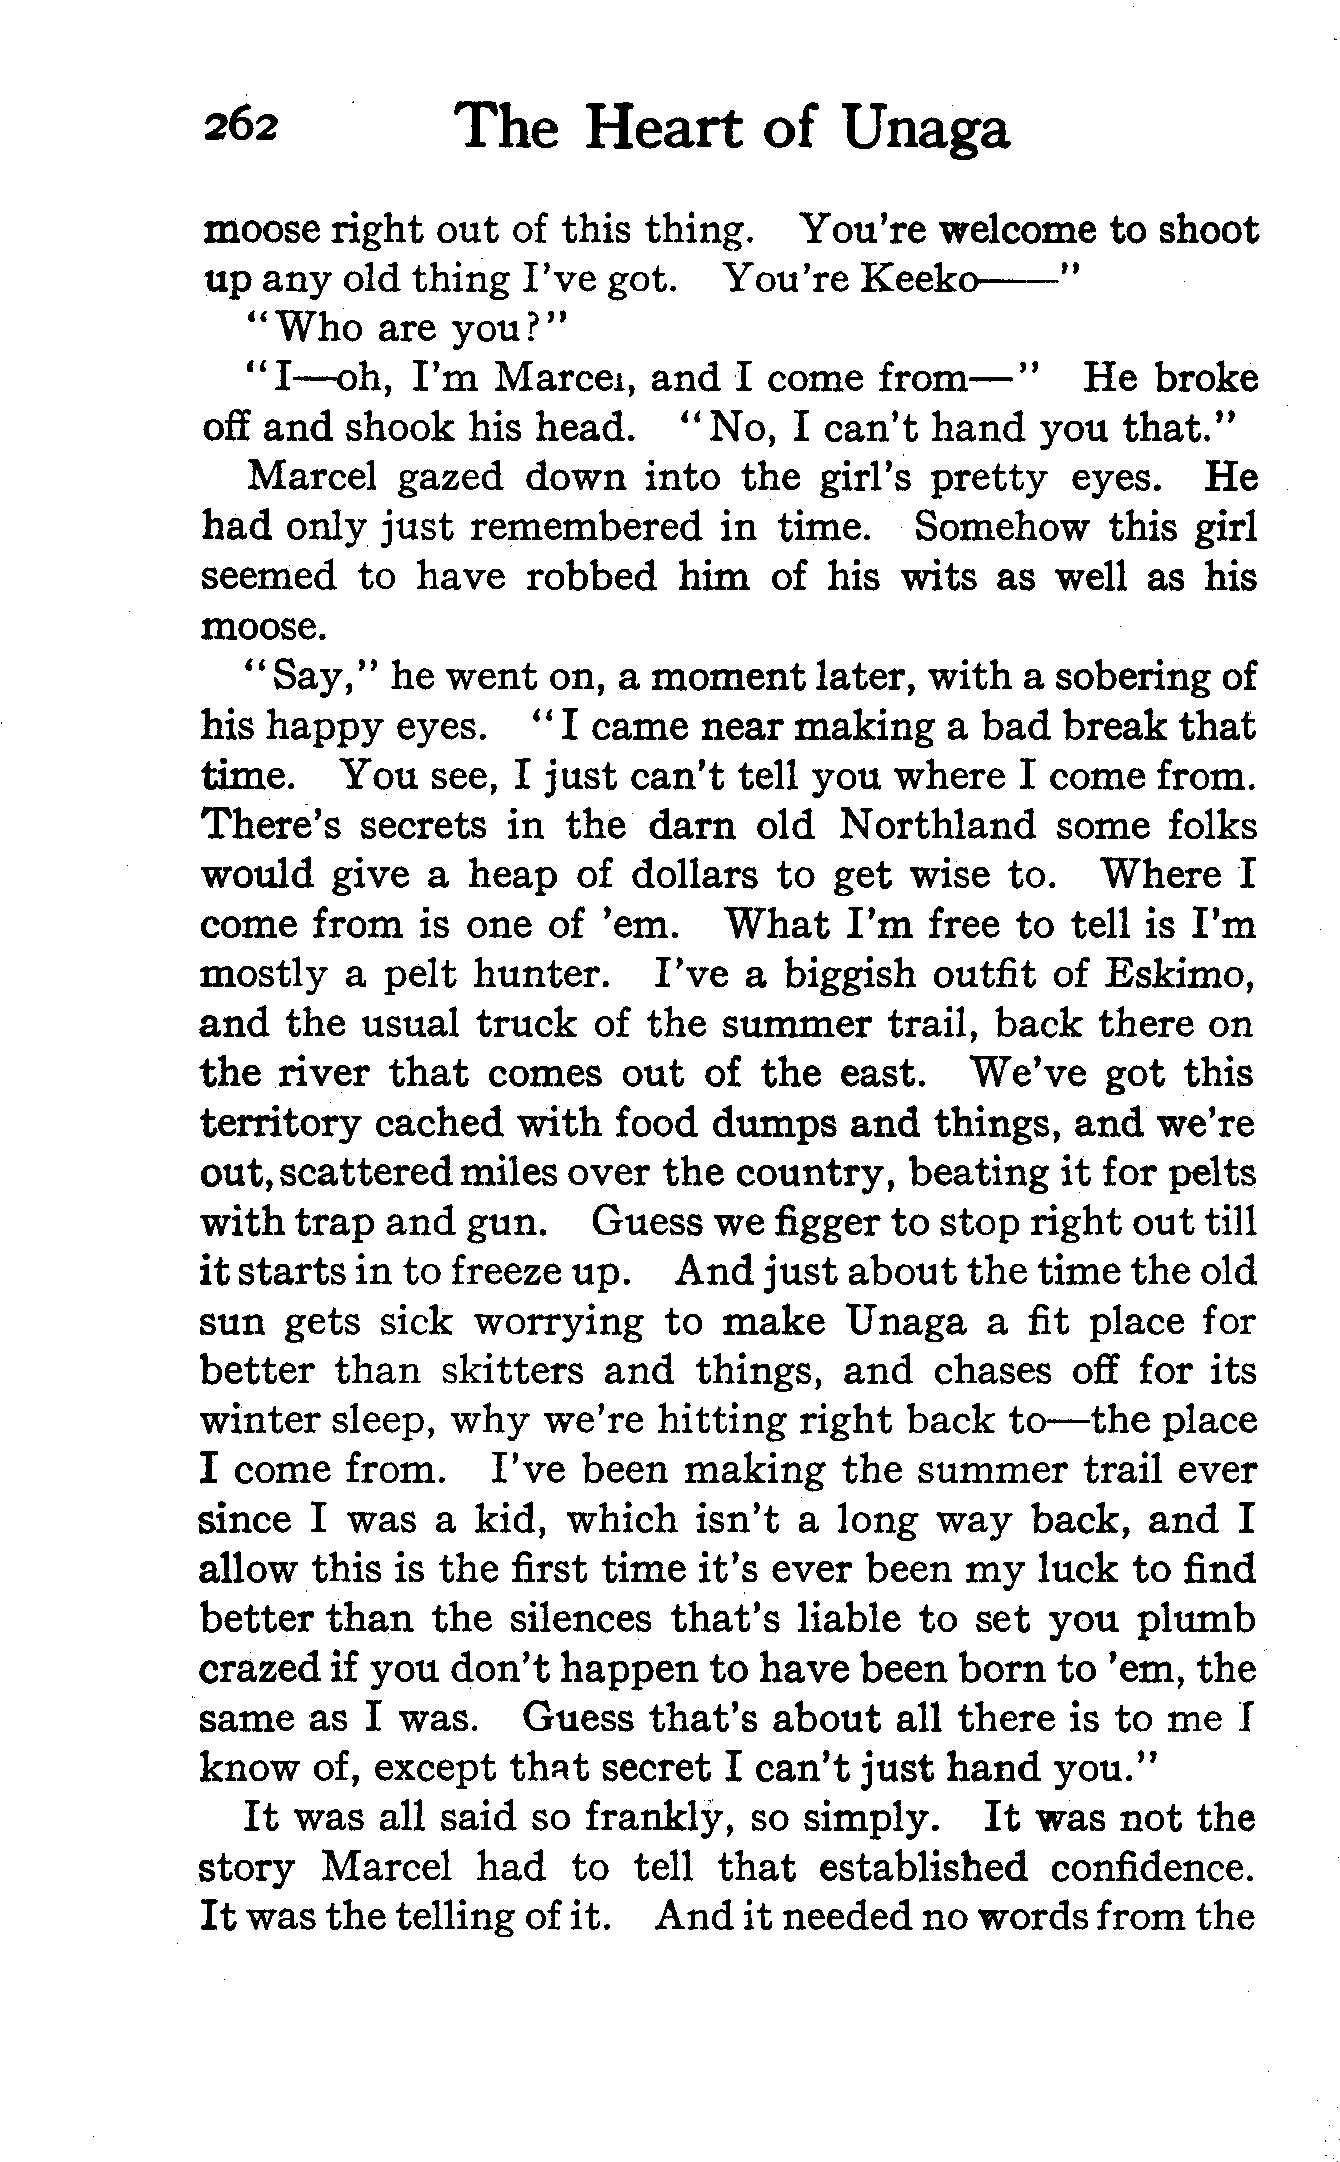 262 The Heart of Unaga
moose right out of this thing. You're welcome to shoot
up any old thing I've got. You're Keeko——"
"Who are you?"
"I—oh, I'm Marcel, and I come from—" He broke
off and shook his head. "No, I can't hand you that."
Marcel gazed down into the girl's pretty eyes. He
had only just remembered in time. Somehow this girl
seemed to have robbed him of his wits as well as his
moose.
"Say," he went on, a moment later, with a sobering of
his happy eyes. "I came near making a bad break that
time. You see, I just can't tell you where I come from.
There's secrets in the darn old Northland some folks
would give a heap of dollars to get wise to. Where I
come from is one of 'em. What I'm free to tell is I'm
mostly a pelt hunter. I've a biggish outfit of Eskimo,
and the usual truck of the summer trail, back there on
the river that comes out of the east. We've got this
territory cached with food dumps and things, and we're
out, scattered miles over the country, beating it for pelts
with trap and gun. Guess we figger to stop right out till
it starts in to freeze up. And just about the time the old
sun gets sick worrying to make Unaga a fit place for
better than skitters and things, and chases off for its
winter sleep, why we're hitting right back to—the place
I come from. I've been making the summer trail ever
since I was a kid, which isn't a long way back, and I
allow this is the first time it's ever been my luck to find
better than the silences that's liable to set you plumb
crazed if you don't happen to have been born to 'em, the
same as I was. Guess that's about all there is to me I
know of, except that secret I can't just hand you."
It was all said so frankly, so simply. It was not the
story Marcel had to tell that established confidence.
It was the telling of it. And it needed no words from the